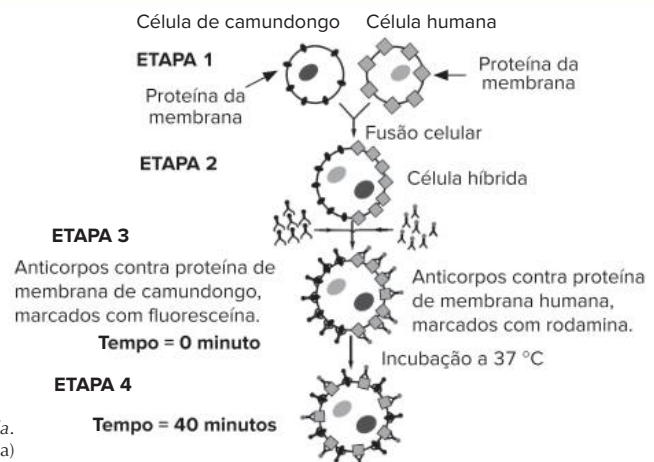 Célula de camundongo Célula humana
ETAPA 1
Proteína da
membrana
Proteína da
membrana
Fusão celular
ETAPA 2
Célula híbrida
ETAPA 3
Anticorpos contra proteína de
membrana de camundongo,
marcados com fluoresceína.
Tempo = 0 minuto
Anticorpos contra proteína
de membrana humana,
marcados com rodamina.
Incubação a 37 °C
ETAPA 4
Tempo = 40 minutos
a.
a)